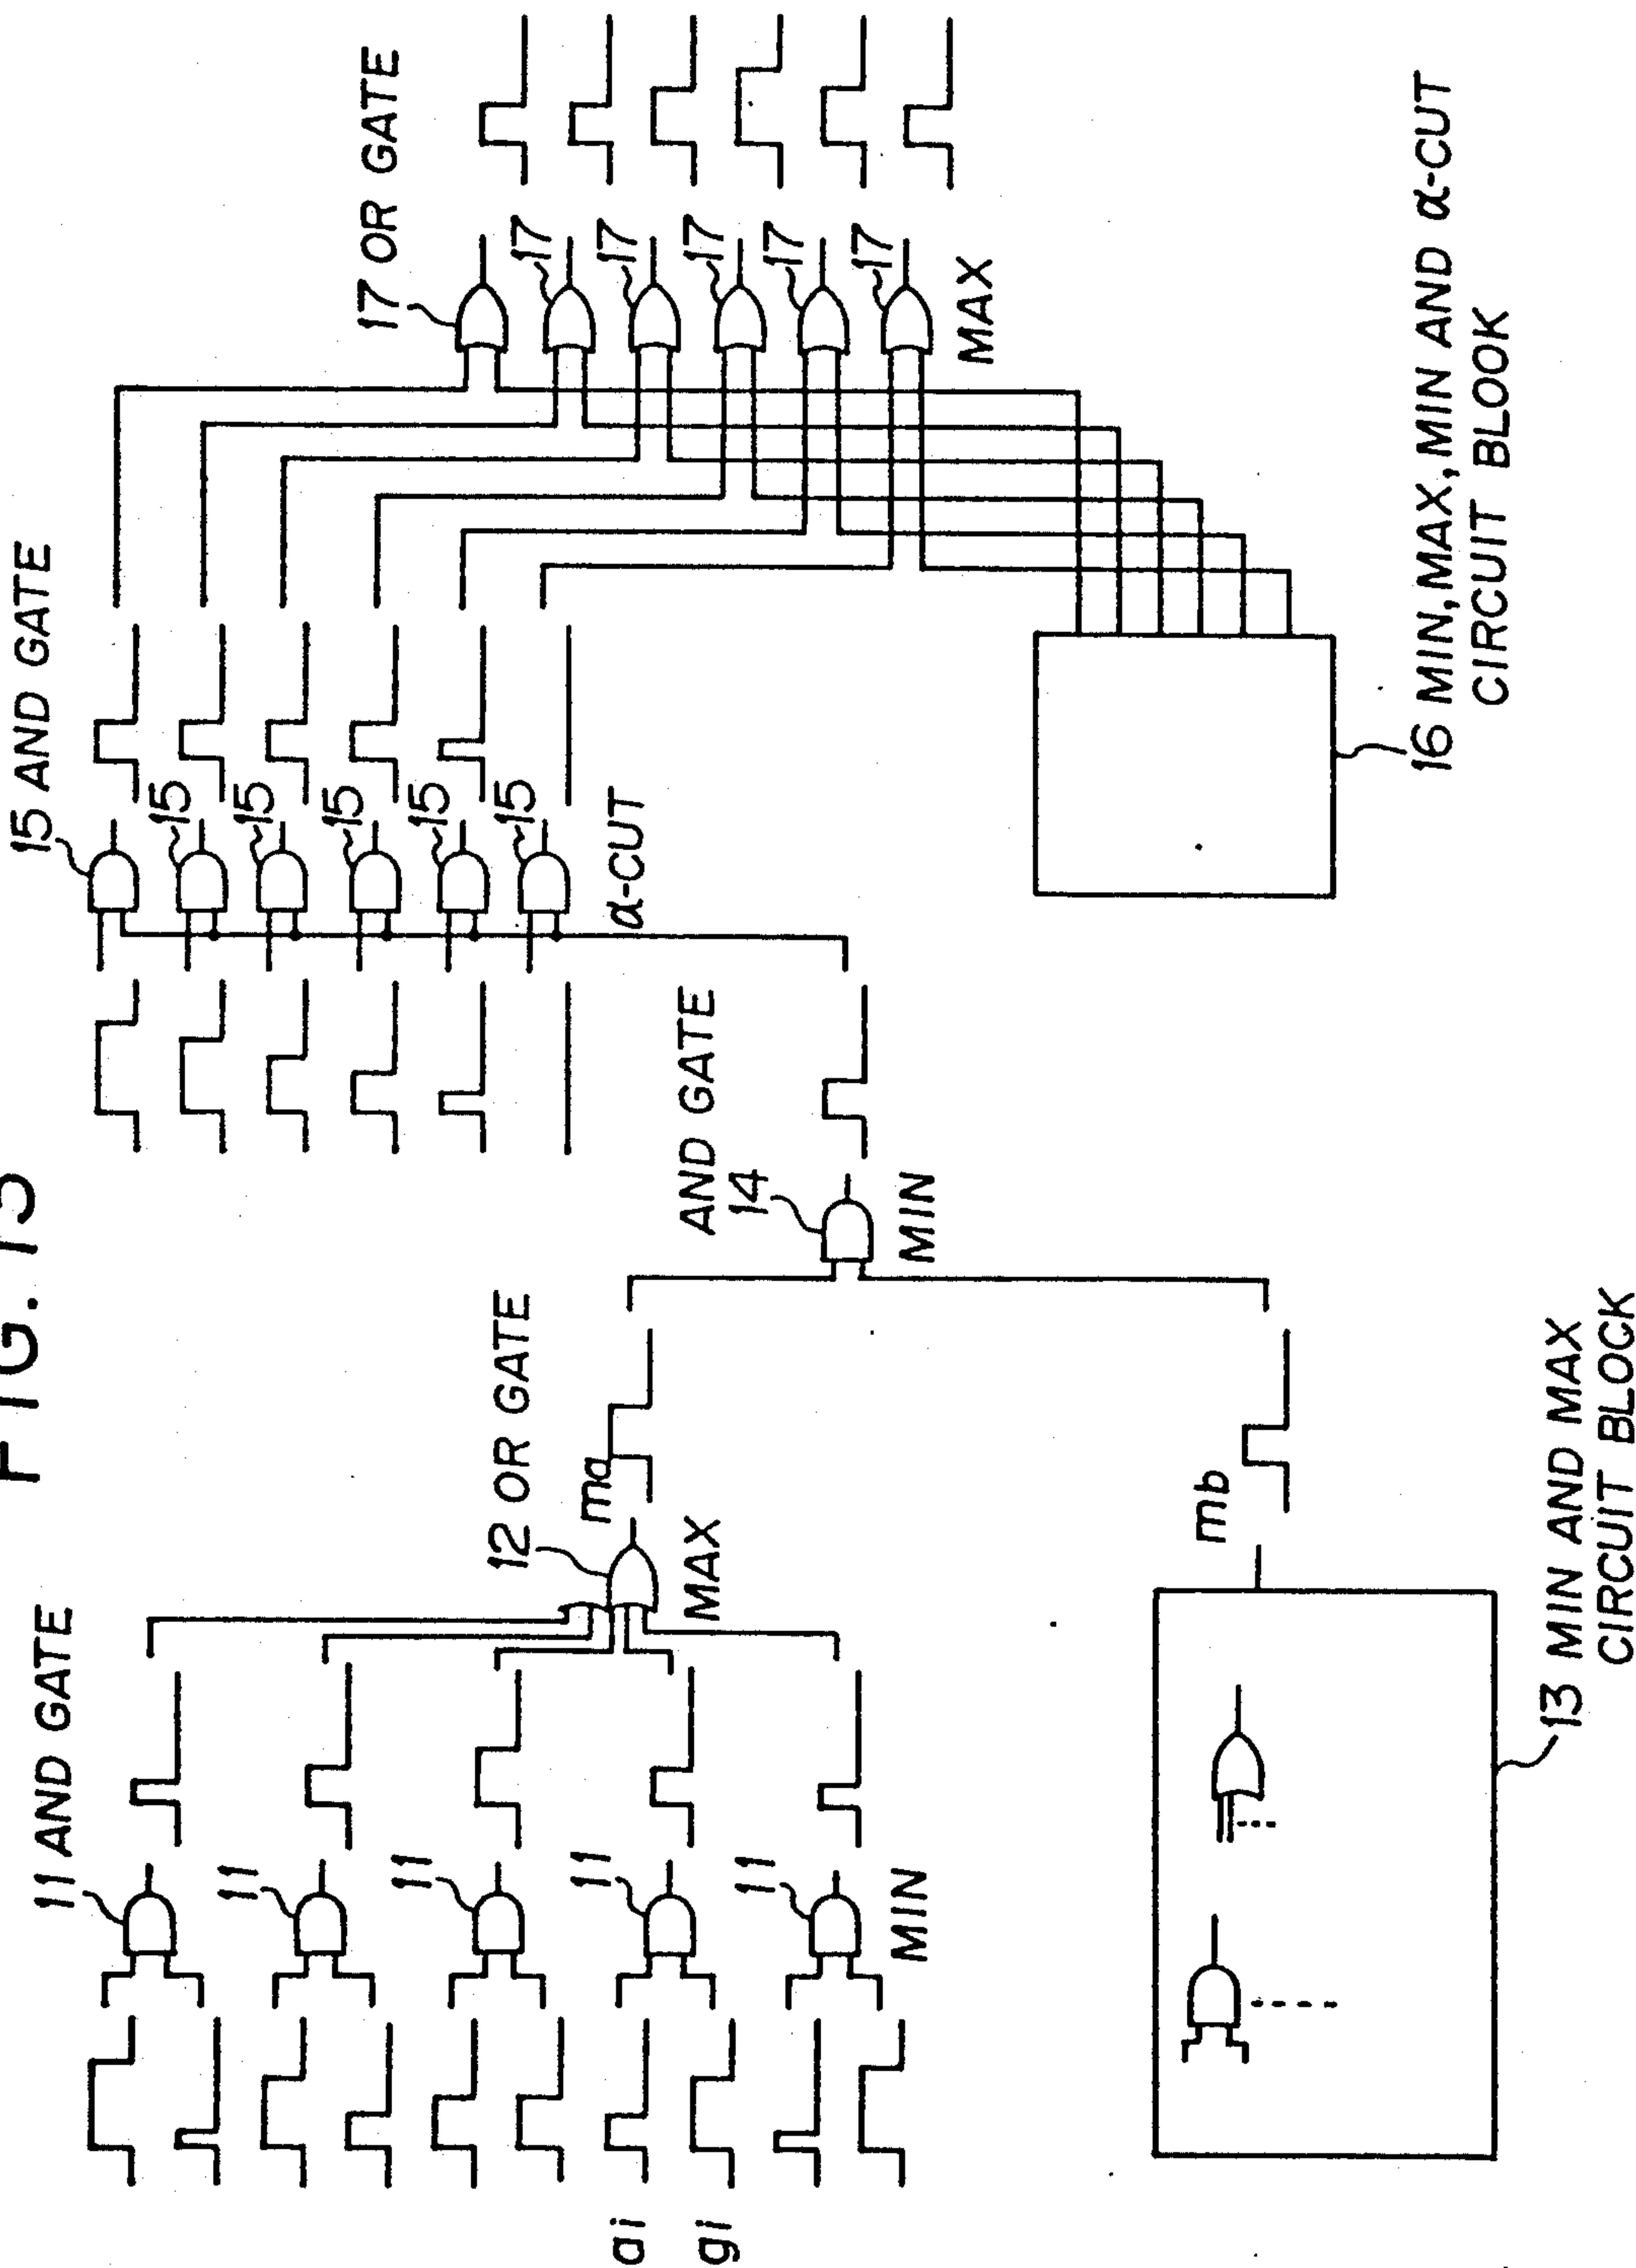 FIG.
11 AND GATE
11
11
11
11
MIN
ai
gi
12 OR GATE
ma
MAX
mb
13 MIN AND MAX
CIRCUIT BLOCK
AND GATE
14
MIN
15 AND GATE
15
15
15
15
15
α-CUT
17 OR GATE
17
17
17
17
17
MAX
16 MIN,MAX,MIN AND α-CUT
CIRCUIT BLOOK